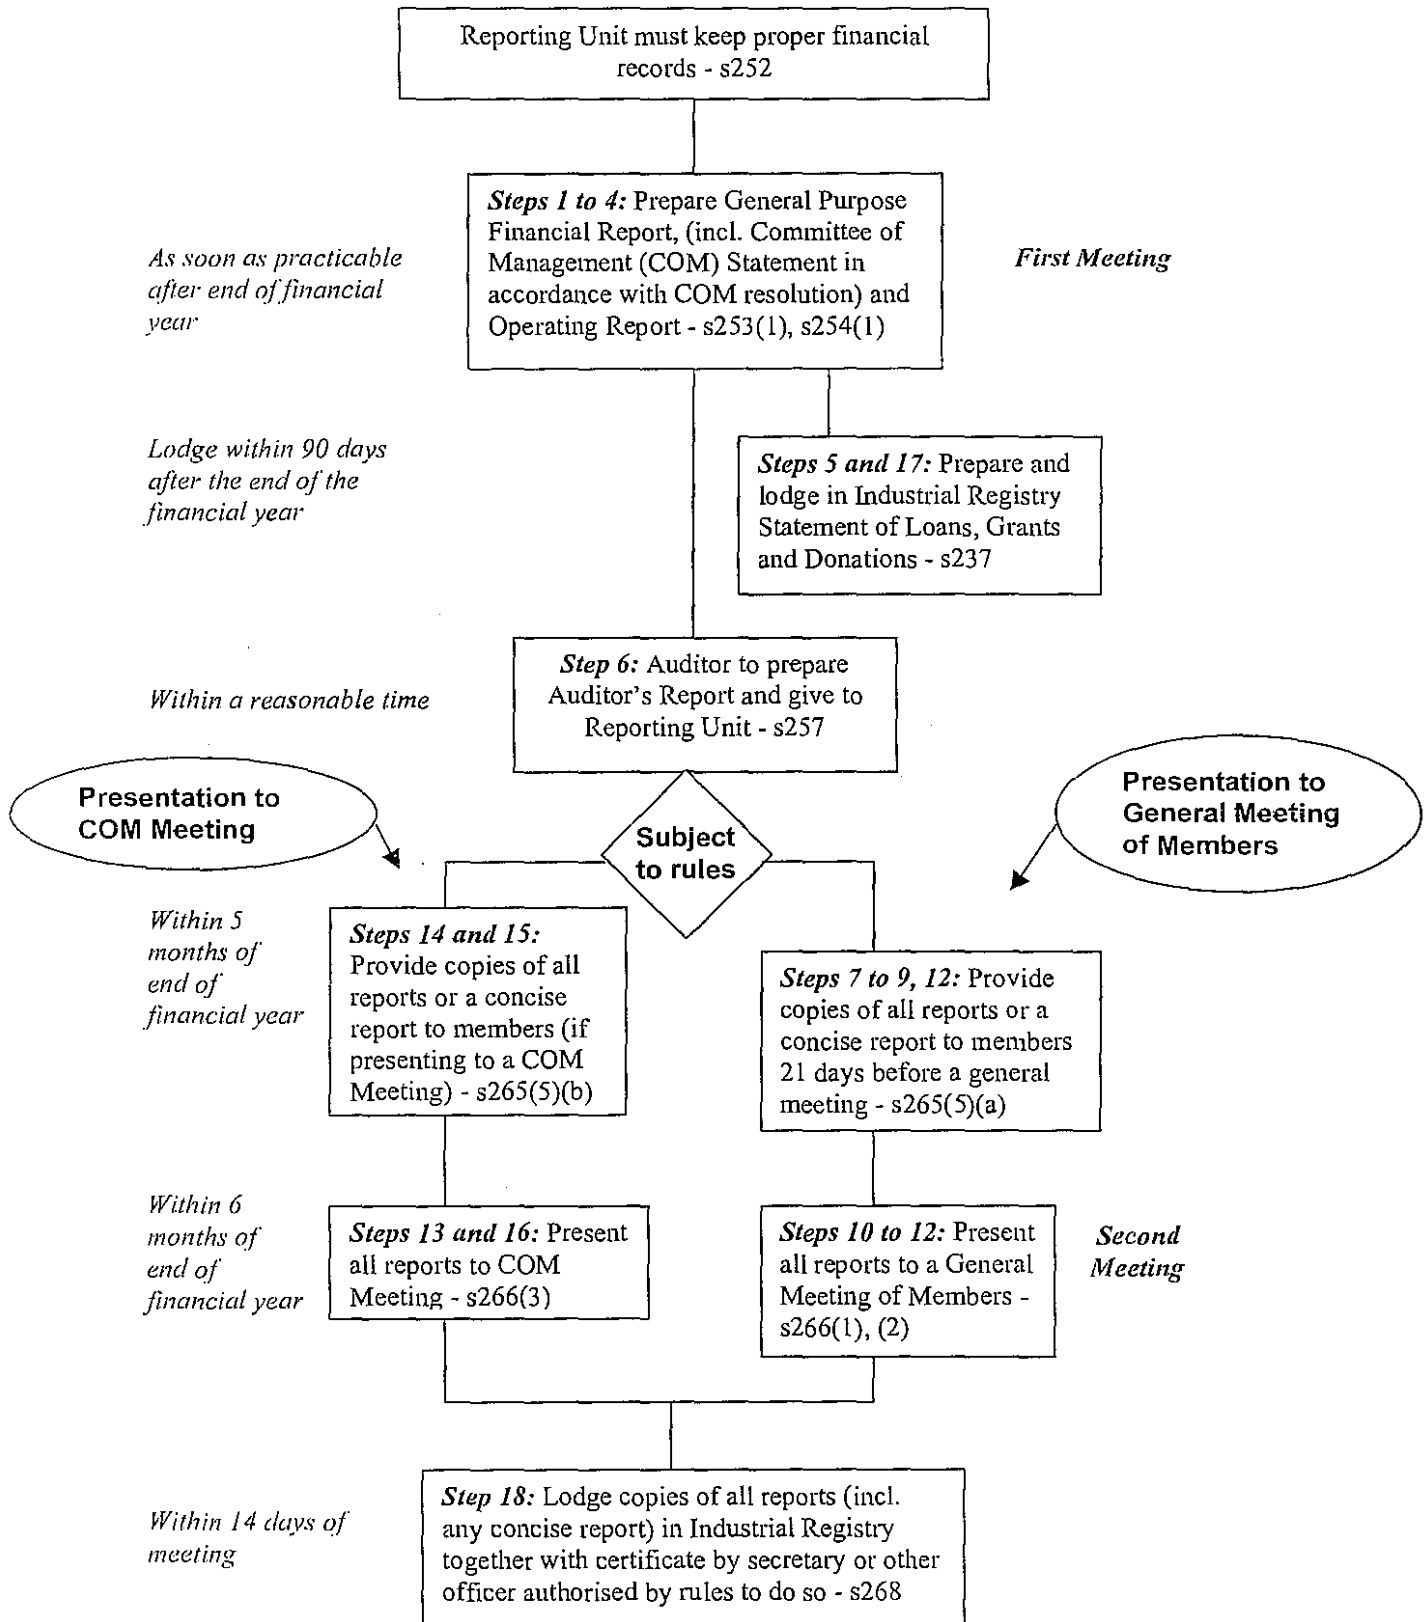 Reporting Unit must keep proper financial
records - s252
As soon as practicable
after end of financial
year
Steps 1 to 4: Prepare General Purpose
Financial Report, (incl. Committee of
Management (COM) Statement in
accordance with COM resolution) and
Operating Report - s253(1), s254(1)
First Meeting
Lodge within 90 days
after the end of the
financial year
Steps 5 and 17: Prepare and
lodge in Industrial Registry
Statement of Loans, Grants
and Donations - s237
Within a reasonable time
Step 6: Auditor to prepare
Auditor's Report and give to
Reporting Unit - s257
Presentation to
COM Meeting
Subject
to rules
Presentation to
General Meeting
of Members
Within 5
months of
end of
financial year
Steps 14 and 15:
Provide copies of all
reports or a concise
report to members (if
presenting to a COM
Meeting) - s265(5)(b)
Steps 7 to 9, 12: Provide
copies of all reports or a
concise report to members
21 days before a general
meeting - s265(5)(a)
Within 6
months of
end of
financial year
Steps 13 and 16: Present
all reports to COM
Meeting - s266(3)
Steps 10 to 12: Present
all reports to a General
Meeting of Members -
s266(1), (2)
Second
Meeting
Within 14 days of
meeting
Step 18: Lodge copies of all reports (incl.
any concise report) in Industrial Registry
together with certificate by secretary or other
officer authorised by rules to do so - s268